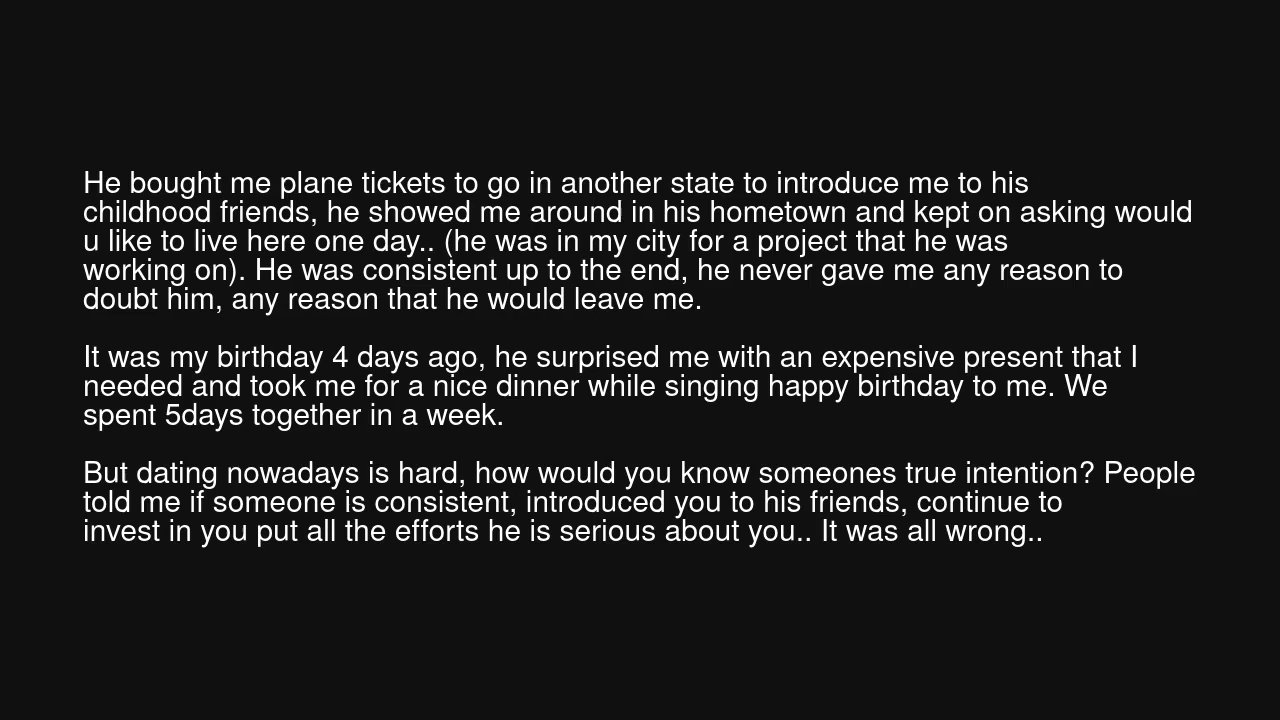 He bought me plane tickets to go in another state to introduce me to his
childhood friends, he showed me around in his hometown and kept on asking would
u like to live here one day.. (he was in my city for a project that he was
working on). He was consistent up to the end, he never gave me any reason to
doubt him, any reason that he would leave me.
It was my birthday 4 days ago, he surprised me with an expensive present that I
needed and took me for a nice dinner while singing happy birthday to me. We
spent 5days together in a week.
But dating nowadays is hard, how would you know someones true intention? People
told me if someone is consistent, introduced you to his friends, continue to
invest in you put all the efforts he is serious about you.. It was all wrong..